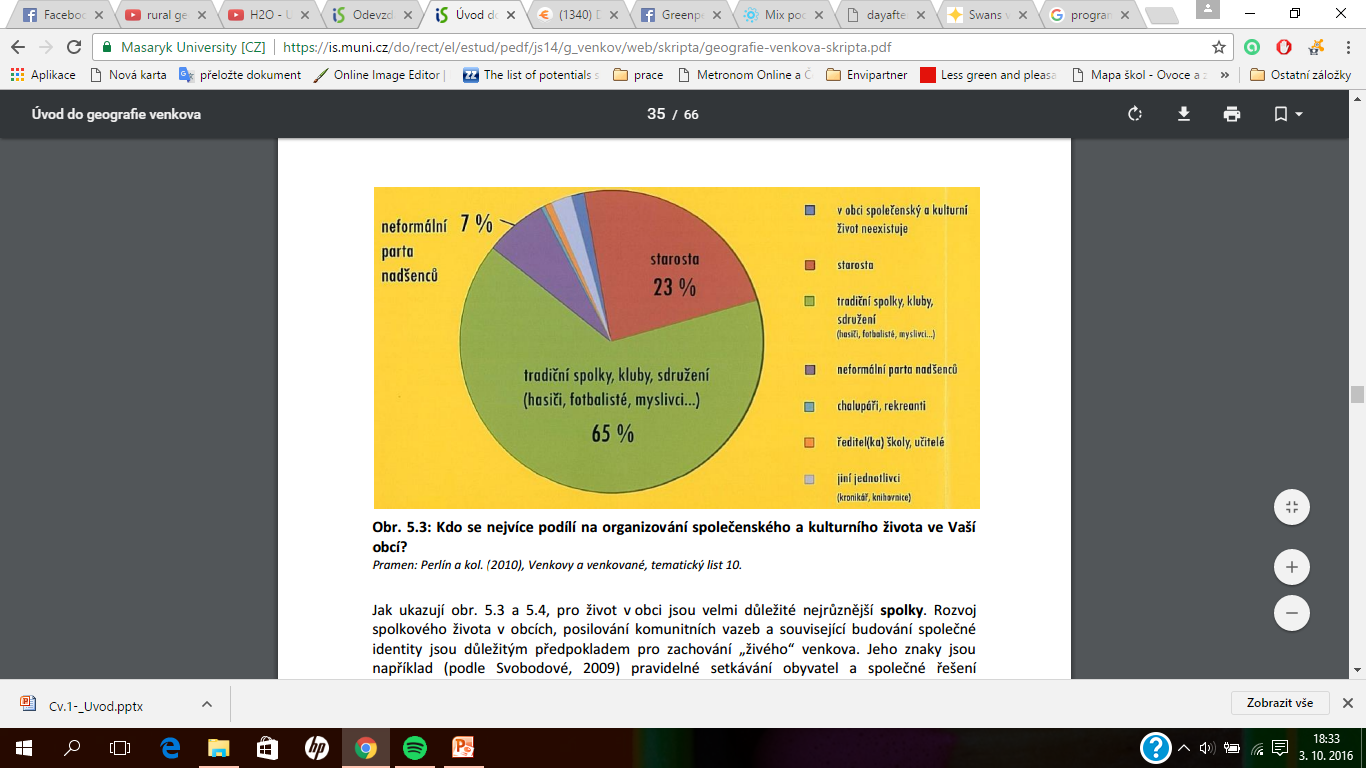 Faceboo
rural ge
H2O - U
Odevzd
Úvod do
(1340) D
Greenpe
Mix poc
dayafte
Swans v
program
Masaryk University [CZ]
https://is.muni.cz/do/rect/el/estud/pedf/js14/g_venkov/web/skripta/geografie-venkova-skripta.pdf
Aplikace
Nová karta
přeložte dokument
Online Image Editor |
The list of potentials s
prace
Metronom Online a Č
Envipartner
Less green and pleasa
Mapa škol - Ovoce a z
»
Ostatní záložky
Úvod do geografie venkova
35 / 66
neformální 7 %
parta
nadšenců
starosta
23 %
tradiční spolky, kluby, sdružení
(hasiči, fotbalisté, myslivci...)
65 %
v obci společenský a kulturní
život neexistuje
starosta
tradiční spolky, kluby,
sdružení
(hasiči, fotbalisté, myslivci...)
neformální parta nadšenců
chalupáři, rekreanti
ředitel(ka) školy, učitelé
jiní jednotlivci
(kronikář, knihovnice)
Obr. 5.3: Kdo se nejvíce podílí na organizování společenského a kulturního života ve Vaší
obcí?
Pramen: Perlín a kol. (2010), Venkovy a venkované, tematický list 10.
Jak ukazují obr. 5.3 a 5.4, pro život v obci jsou velmi důležité nejrůznější spolky. Rozvoj
spolkového života v obcích, posilování komunitních vazeb a související budování společné
identity jsou důležitým předpokladem pro zachování „živého“ venkova. Jeho znaky jsou
například (podle Svobodové, 2009) pravidelné setkávání obyvatel a společné řešení
Cv.1-_Uvod.pptx
Zobrazit vše
18:33
3. 10. 2016